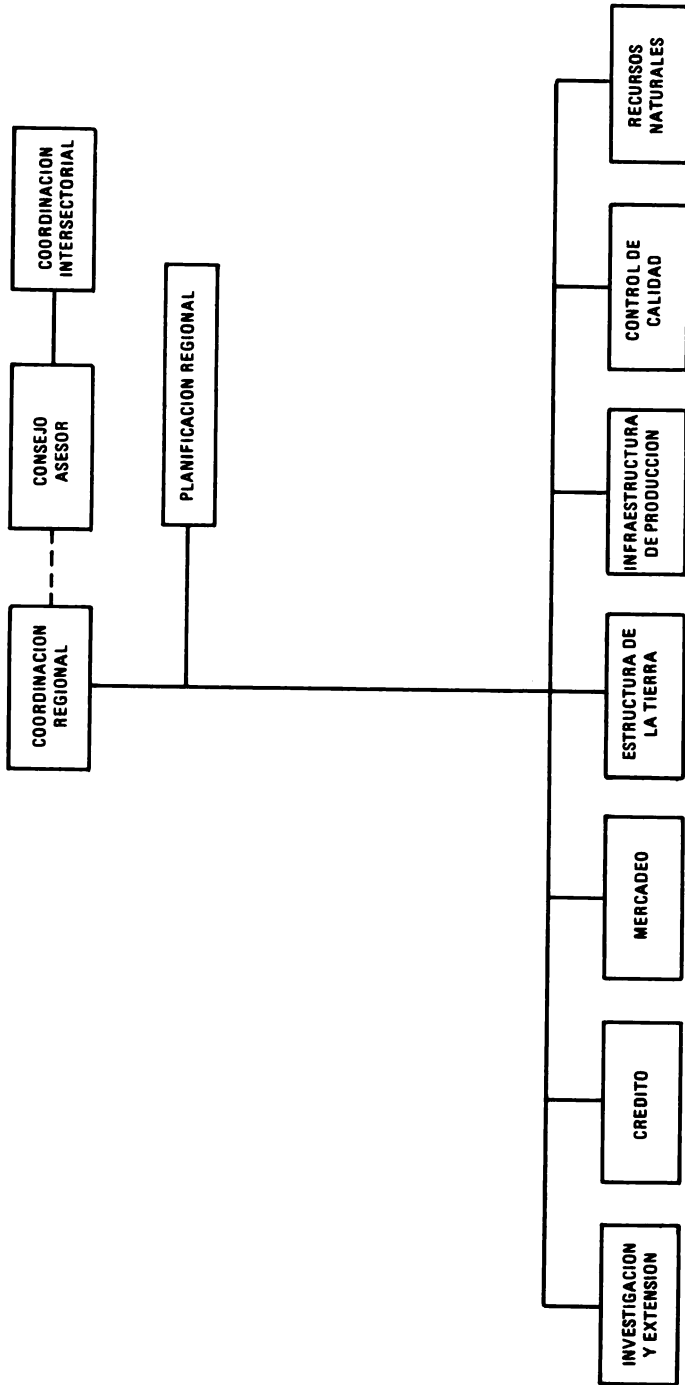 COORDINACION
REGIONAL
CONSEJO
ASESOR
COORDINACION
INTERSECTORIAL
PLANIFICACION REGIONAL
INVESTIGACION
Y EXTENSION
CREDITO
MERCADEO
ESTRUCTURA DE
LA TIERRA
INFRAESTRUCTURA
DE PRODUCCION
CONTROL DE
CALIDAD
RECURSOS
NATURALES